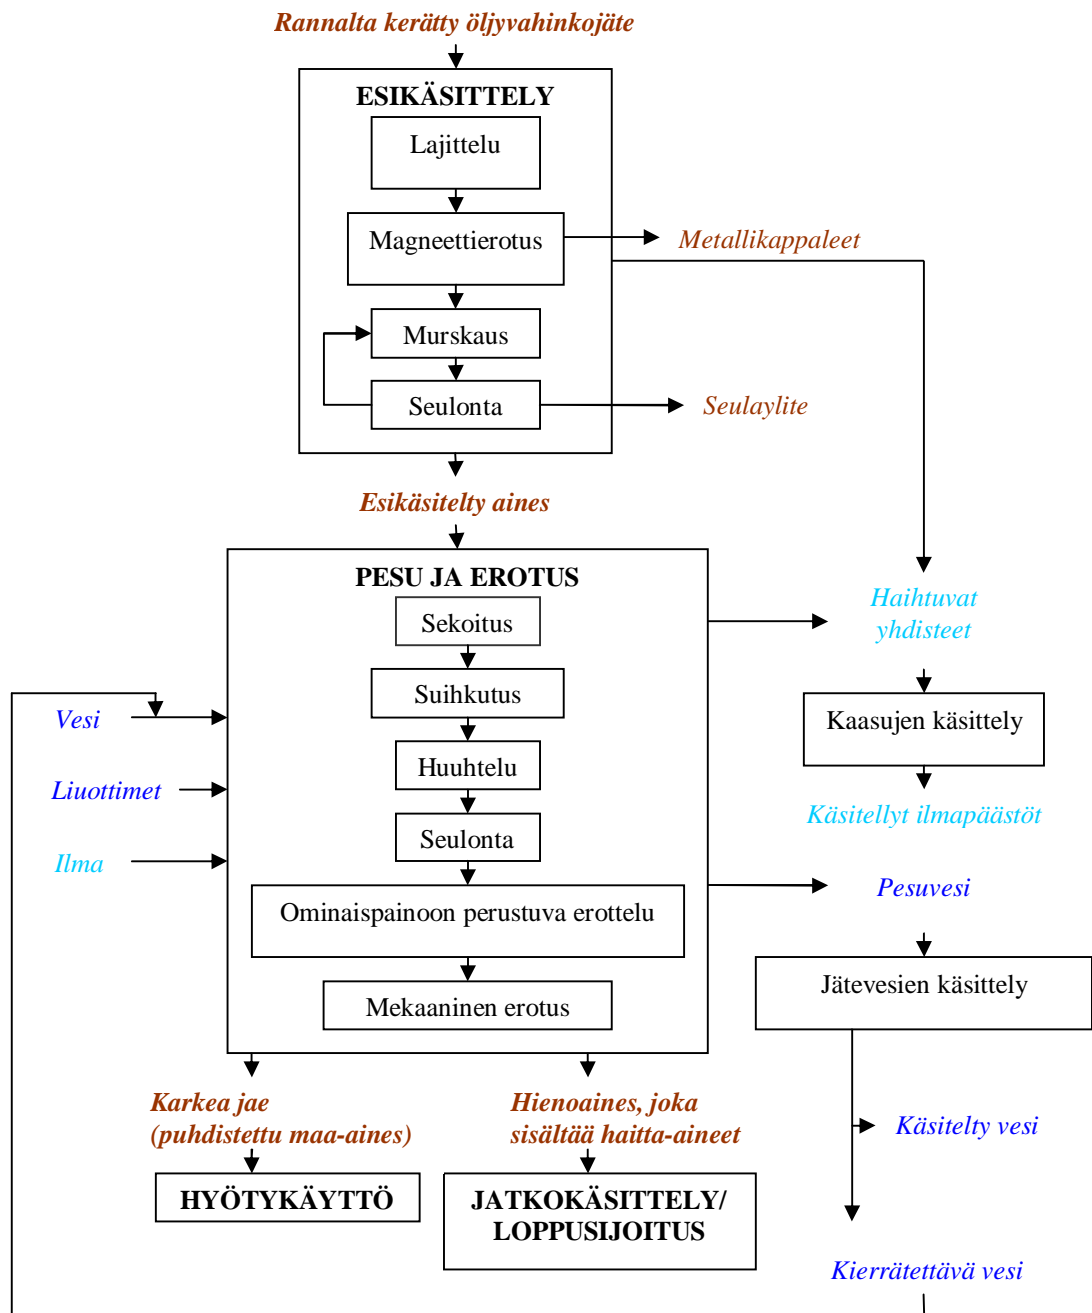 Rannalta kerätty öljyvahinkojäte
ESIKÄSITTELY
Lajittelu
Magneettierotus
Metallikappaleet
Murskaus
Seulonta
Seulaylite
Esikäsitelty aines
PESU JA EROTUS
Sekoitus
Haihtuvat
yhdisteet
Suihkutus
Vesi
Kaasujen käsittely
Huuhtelu
Liuottimet
Käsitellyt ilmapäästöt
Seulonta
Ilma
Pesuvesi
Ominaispainoon perustuva erottelu
Jätevesien käsittely
Mekaaninen erotus
Karkea jae
(puhdistettu maa-aines)
Hienoaines, joka
sisältää haitta-aineet
Käsitelty vesi
HYÖTYKÄYTTÖ
JATKOKÄSITTELY/
LOPPUSIJOITUS
Kierrätettävä vesi